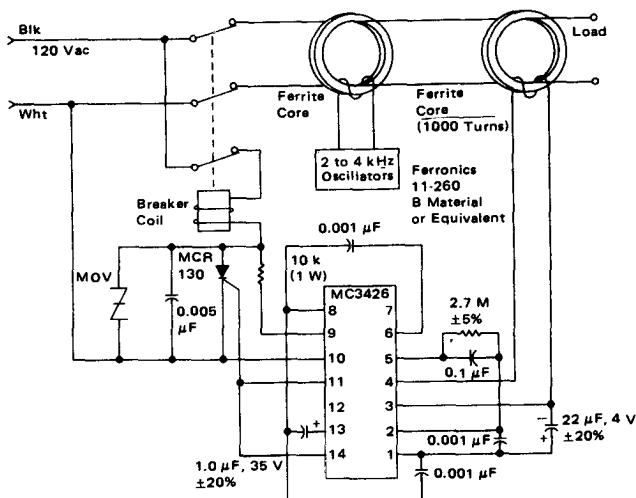 Blk
120 Vac
Wht
Load
Ferrite
Core
Ferrite
Core
(1000 Turns)
2 to 4 kHz
Oscillators
Ferronics
11-260
B Material
or Equivalent
Breaker
Coil
0.001 µF
MOV
MCR
130
10 k
(1 W)
0.005
µF
MC3426
8
7
9
6
10
5
11
4
12
3
13
2
14
1
2.7 M
±5%
0.1 µF
22 µF, 4 V
±20%
−
+
0.001 µF
0.001 µF
+
1.0 µF, 35 V
±20%